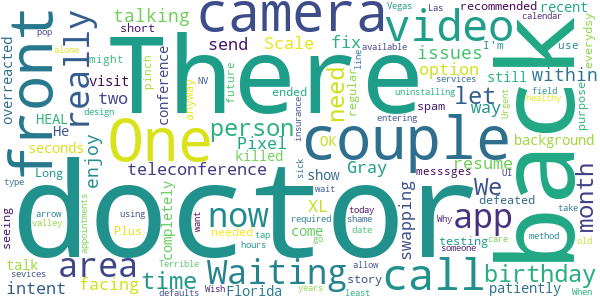 There
doctor
back
front
camera
video
couple
One
call
Waiting
now
app
area
really
person
We
need
let
month
birthday
time
teleconference
Pixel
Scale
Gray
XL
option
issues
fix
send
talking
visit
two
enjoy
HEAL
He
seconds
Long
overreacted
short
might
conference
pinch
anyway
killed
show
OK
future
regular
ended
NV
pop
alone
design
Vegas
Las
recommended
recent
calendar
I'm
use
everydsy
available
line
still
within
way
purpose
spam
uninstalling
services
Urgent
field
healthy
background
entering
insurance
messsges
resume
defeated
UI
swapping
testing
arrow
type
seeing
intent
facing
talk
sevices
valley
appointments
Plus
defaults
using
Terrible
completely
want
needed
Wish
hours
tap
Florida
come
years
sick
required
today
go
date
story
least
wait
shame
allow
patiently
Why
someone
care
method
take
old
When